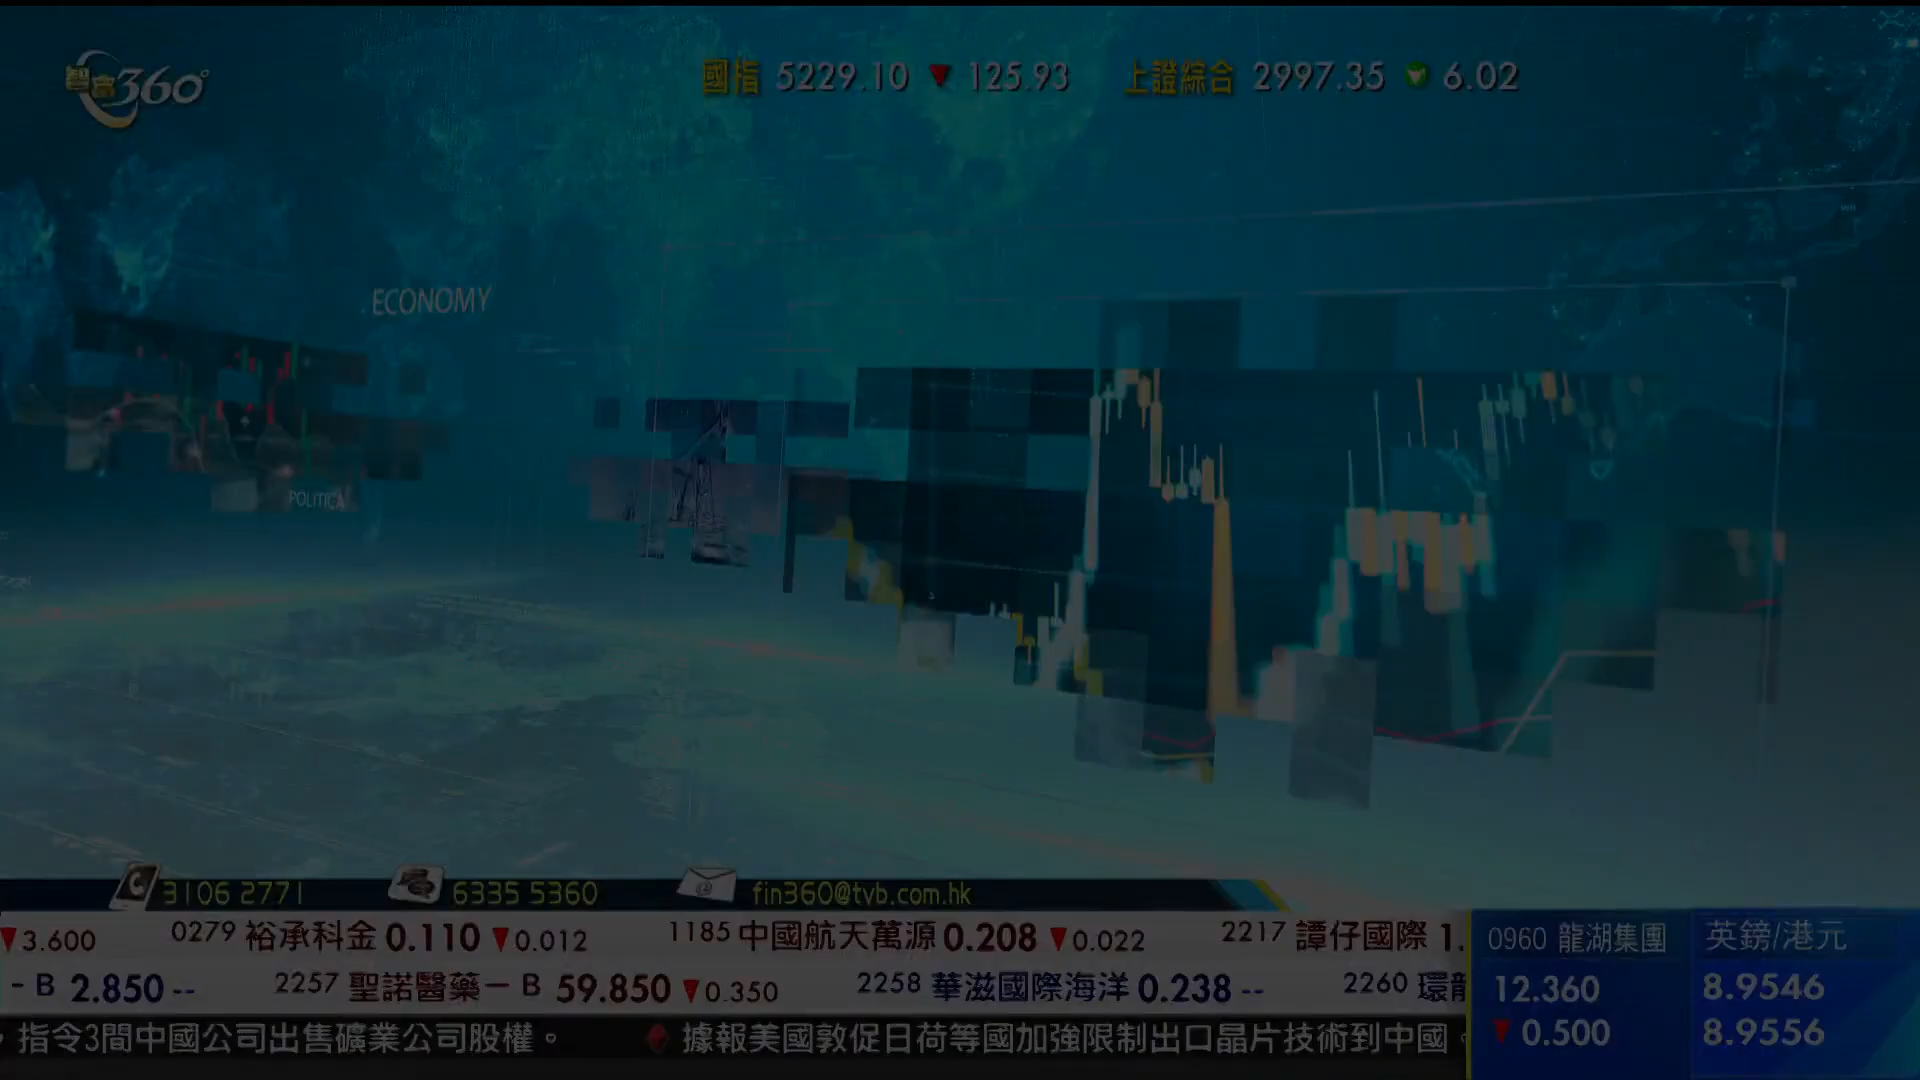 智富360°
國指 5229.10 ▼ 125.93 上證綜合 2997.35 6.02
ECONOMY
POLITICA
3106 2771 6335 5360 fin360@tvb.com.hk
▼3.600 0279 裕承科金 0.110 ▼0.012 1185 中國航天萬源 0.208 ▼0.022 2217 譚仔國際 1.
- B 2.850 -- 2257 聖諾醫藥－B 59.850 ▼0.350 2258 華滋國際海洋 0.238 -- 2260 環
指令3間中國公司出售礦業公司股權。 ◆ 據報美國敦促日荷等國加強限制出口晶片技術到中國。
0960 龍湖集團
12.360
▼ 0.500
英鎊/港元
8.9546
8.9556